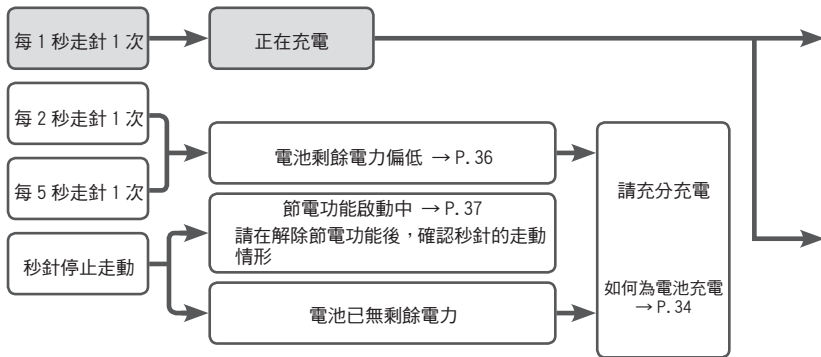 每1秒走針1次
正在充電
每2秒走針1次
每5秒走針1次
電池剩餘電力偏低 → P.36
節電功能啟動中 → P.37
請在解除節電功能後，確認秒針的走動
情形
秒針停止走動
電池已無剩餘電力
請充分充電
如何為電池充電
→ P.34